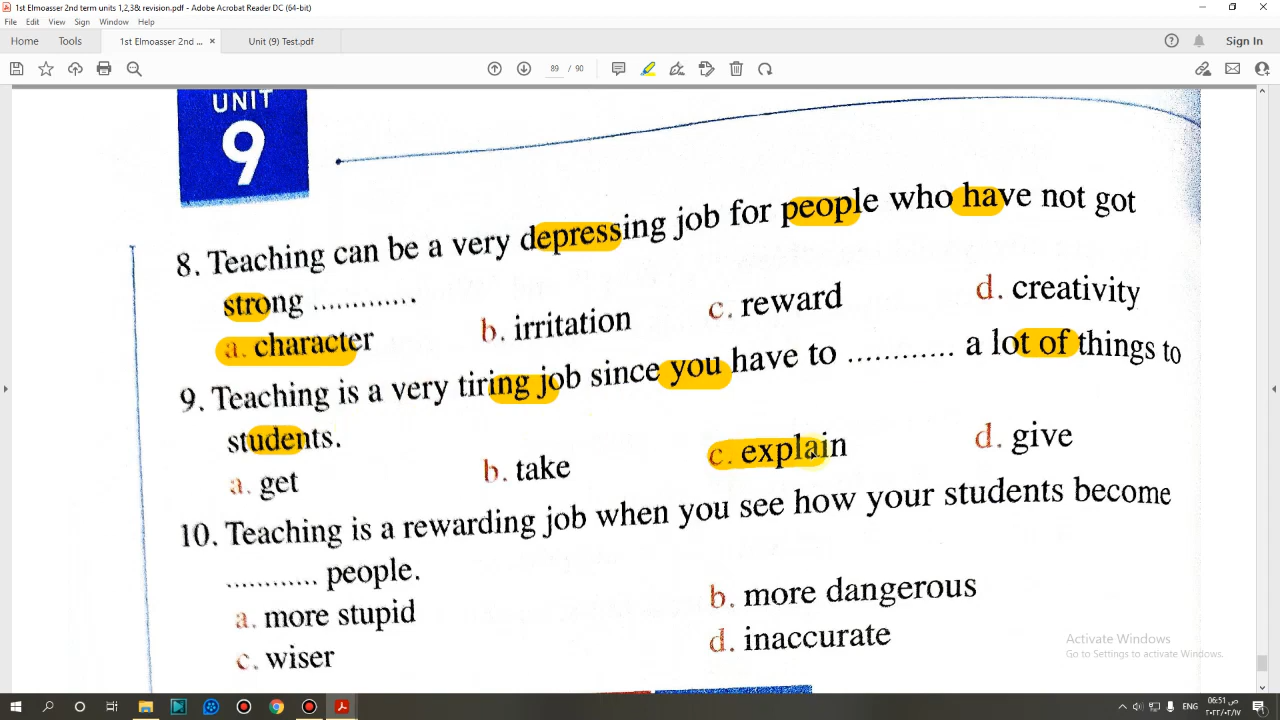 1st Elmoasser 2nd term units 1,2,3& revision.pdf - Adobe Acrobat Reader DC (64-bit)
File Edit View Sign Window Help
Home Tools 1st Elmoasser 2nd ... × Unit (9) Test.pdf Sign In
89 / 90
UNIT
9
8. Teaching can be a very depressing job for people who have not got
strong ............. 
a. character b. irritation c. reward d. creativity
9. Teaching is a very tiring job since you have to ............ a lot of things to
students.
a. get b. take c. explain d. give
10. Teaching is a rewarding job when you see how your students become
............ people.
a. more stupid b. more dangerous
c. wiser d. inaccurate
Activate Windows
Go to Settings to activate Windows.
ENG ص 06:51
٢٠٢٢/٠٢/١٧